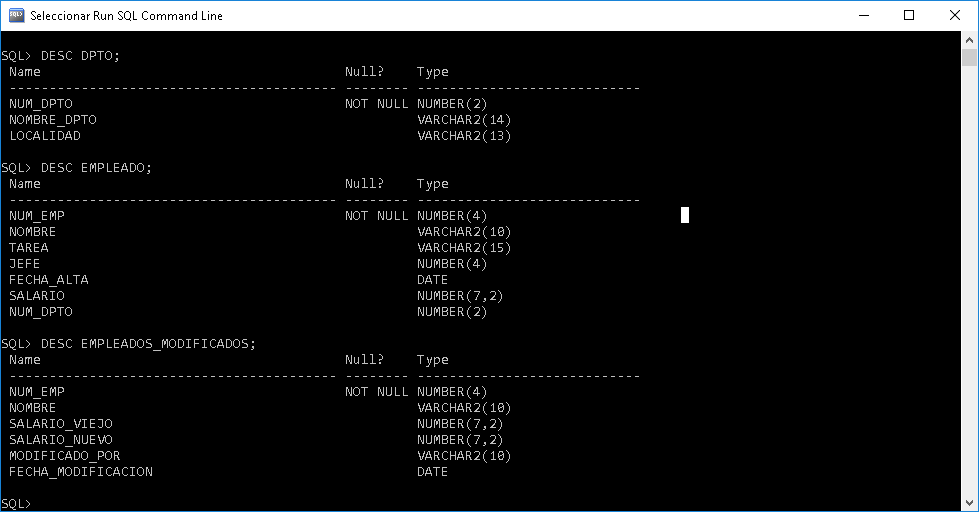 Seleccionar Run SQL Command Line
SQL> DESC DPTO;
Name Null? Type
----------------------------------------- -------- ----------------------------
NUM_DPTO NOT NULL NUMBER(2)
NOMBRE_DPTO VARCHAR2(14)
LOCALIDAD VARCHAR2(13)
SQL> DESC EMPLEADO;
Name Null? Type
----------------------------------------- -------- ----------------------------
NUM_EMP NOT NULL NUMBER(4)
NOMBRE VARCHAR2(10)
TAREA VARCHAR2(15)
JEFE NUMBER(4)
FECHA_ALTA DATE
SALARIO NUMBER(7,2)
NUM_DPTO NUMBER(2)
SQL> DESC EMPLEADOS_MODIFICADOS;
Name Null? Type
----------------------------------------- -------- ----------------------------
NUM_EMP NOT NULL NUMBER(4)
NOMBRE VARCHAR2(10)
SALARIO_VIEJO NUMBER(7,2)
SALARIO_NUEVO NUMBER(7,2)
MODIFICADO_POR VARCHAR2(10)
FECHA_MODIFICACION DATE
SQL>